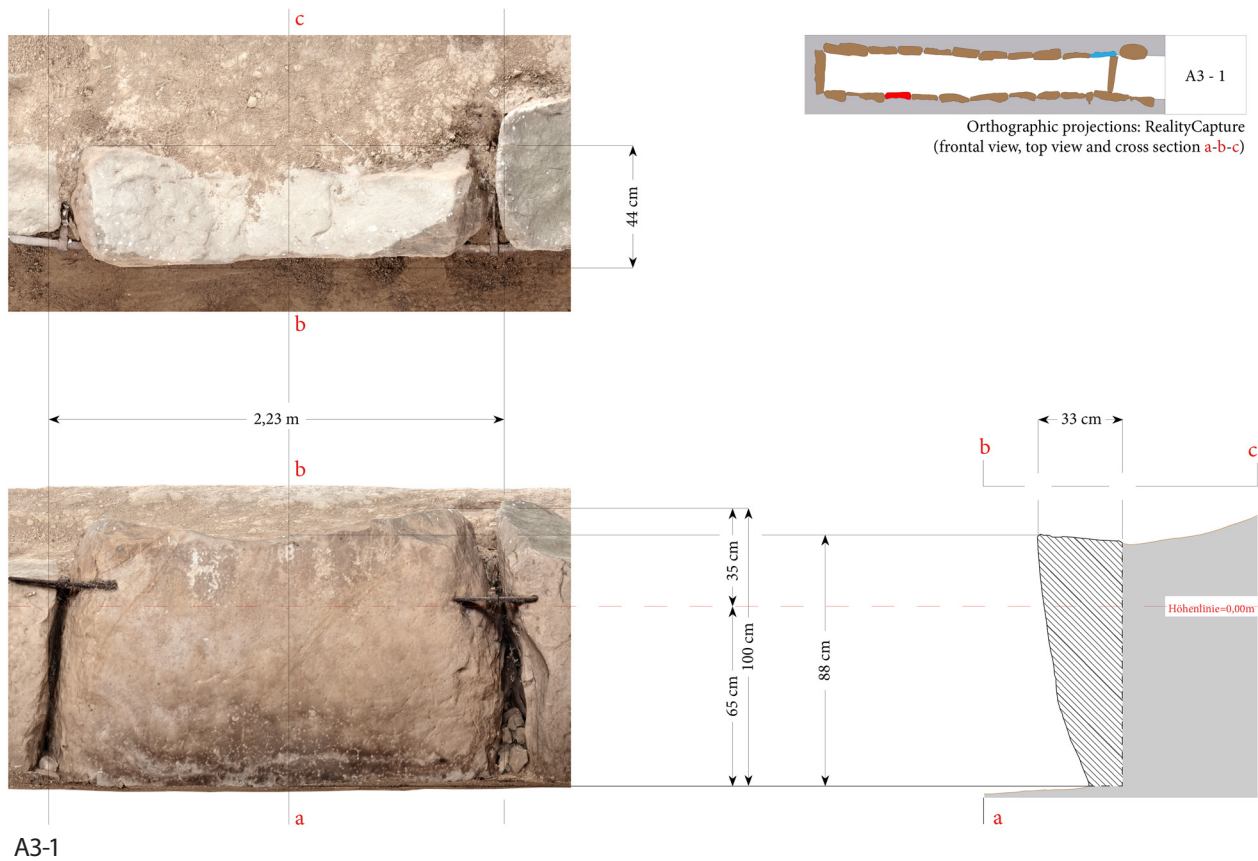 c
A3 - 1
Orthographic projections: RealityCapture
(frontal view, top view and cross section a-b-c)
44 cm
b
2,23 m
33 cm
b
b
c
35 cm
100 cm
65 cm
88 cm
Höhenlinie=0,00m
a
a
A3-1